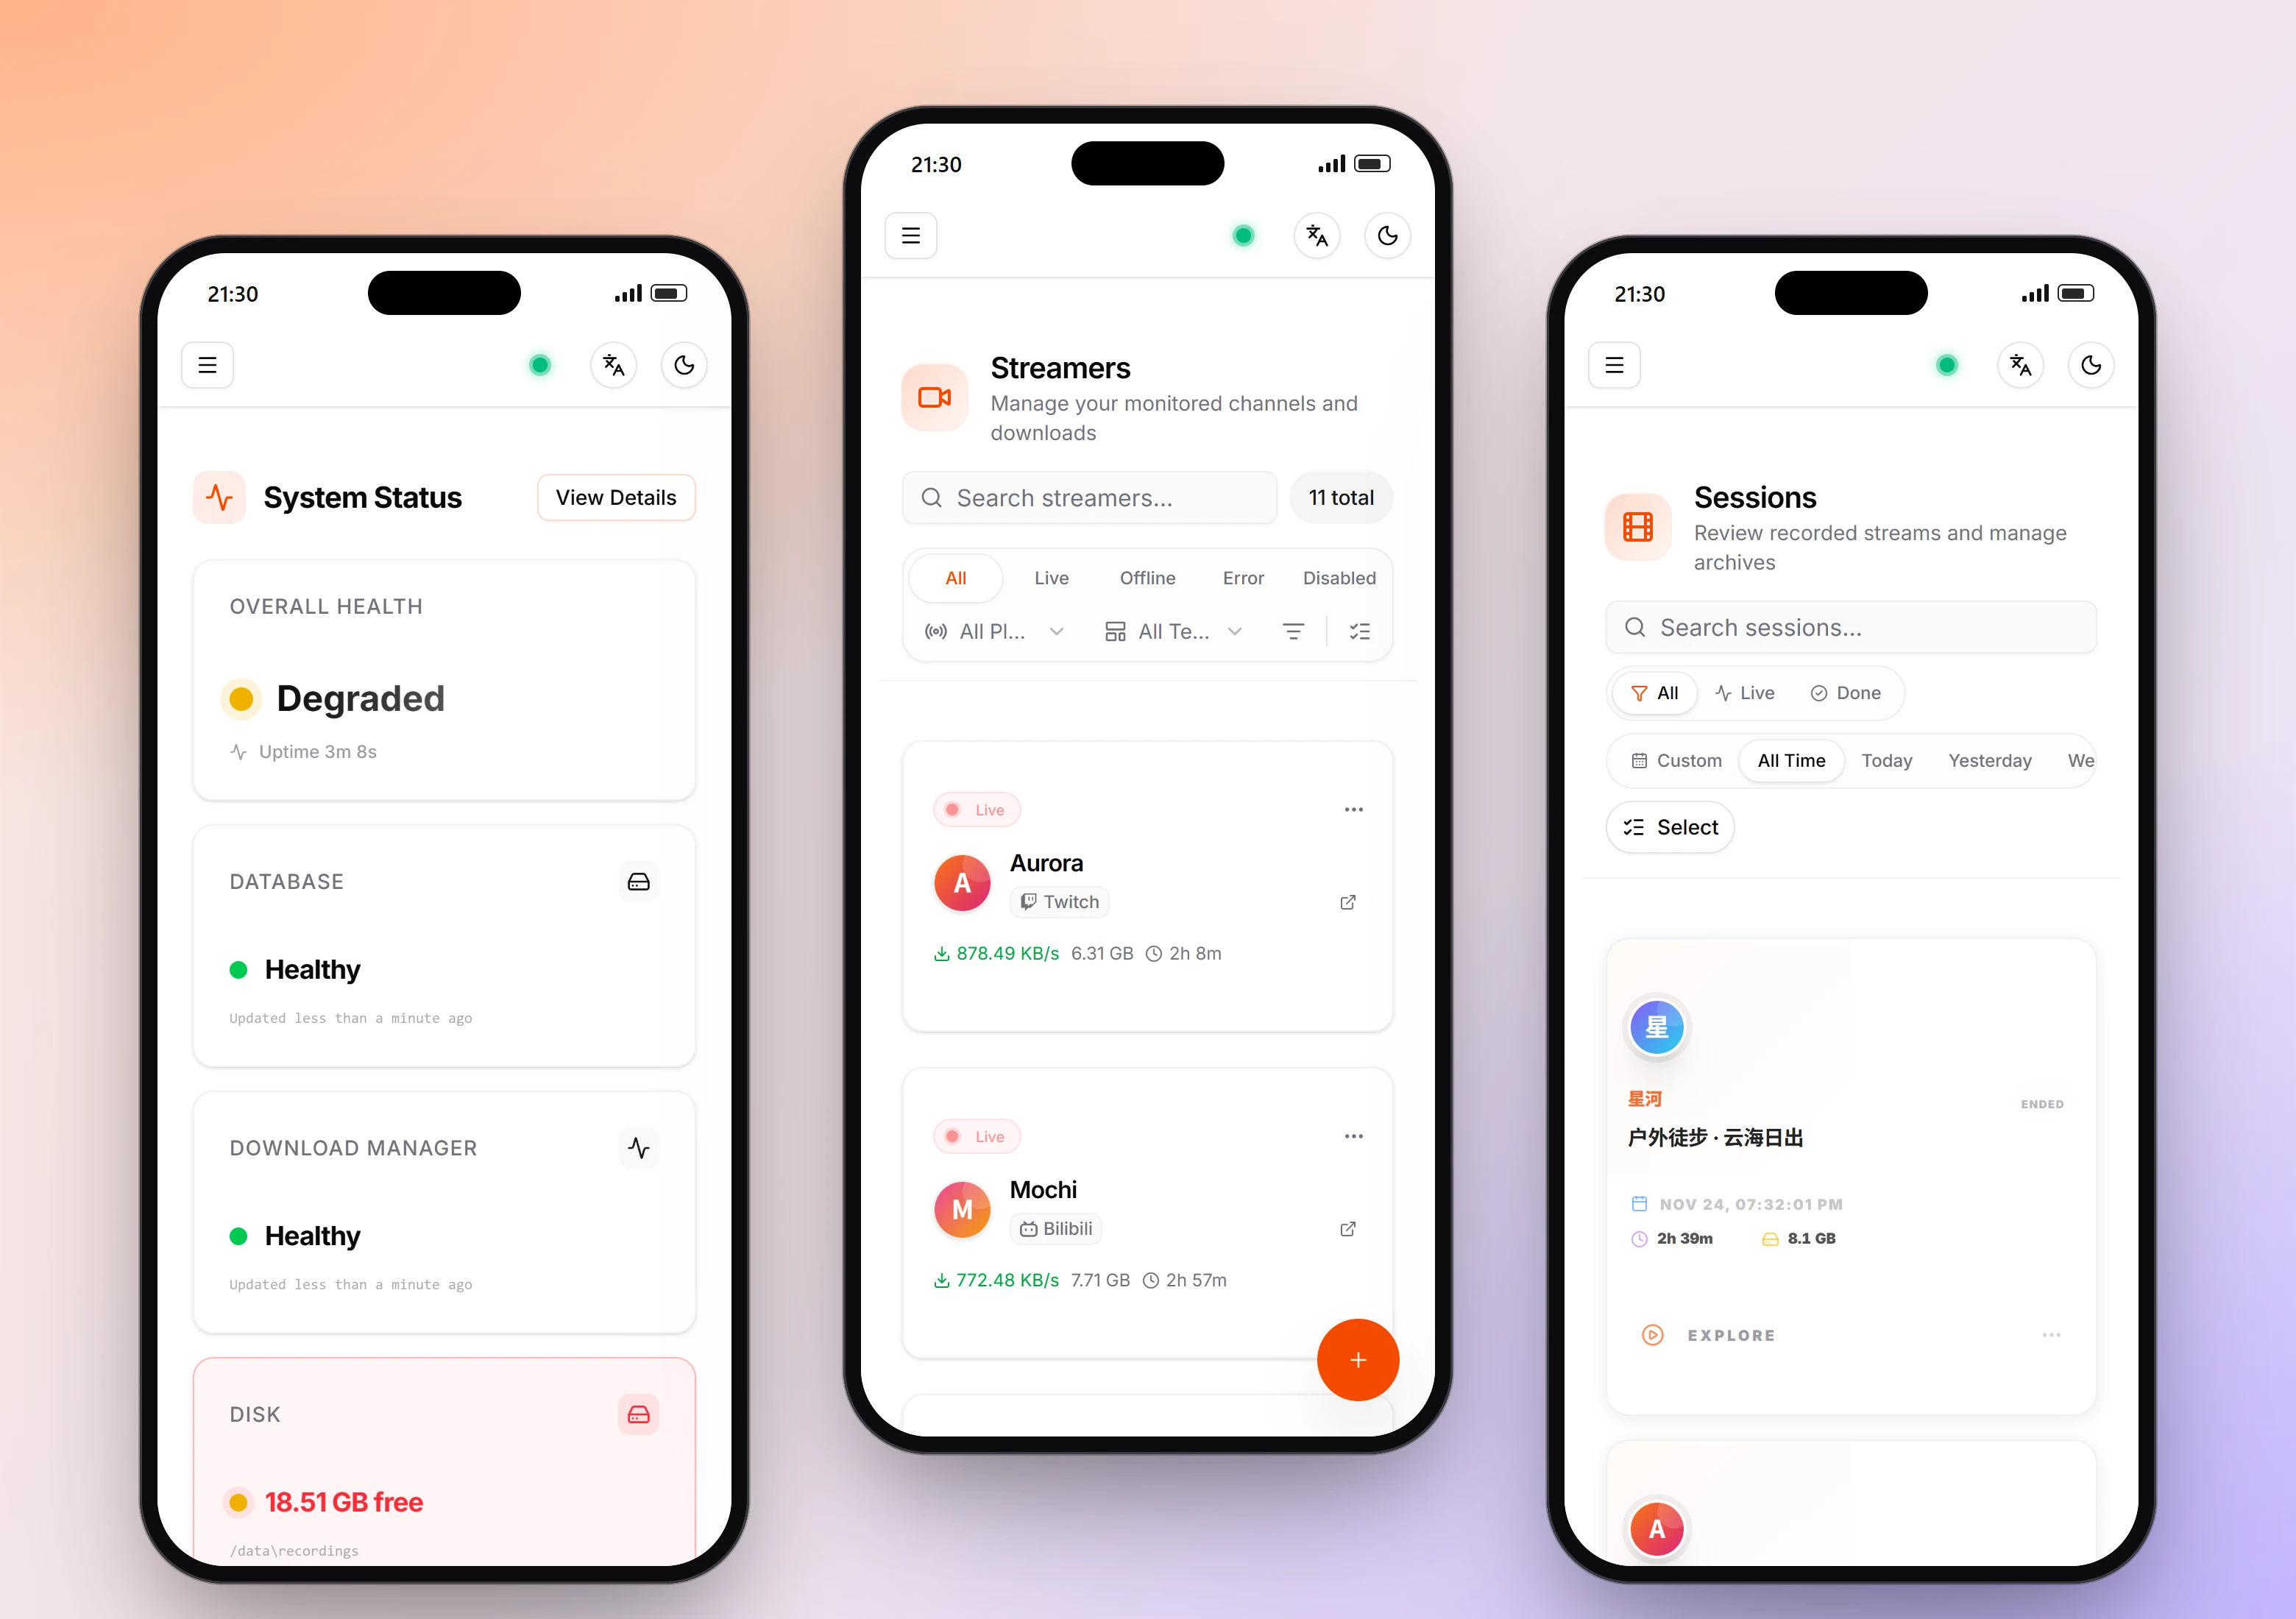 21:30
System Status
View Details
OVERALL HEALTH
Degraded
Uptime 3m 8s
DATABASE
Healthy
Updated less than a minute ago
DOWNLOAD MANAGER
Healthy
Updated less than a minute ago
DISK
18.51 GB free
/data\recordings
21:30
Streamers
Manage your monitored channels and
downloads
Search streamers...
11 total
All Live Offline Error Disabled
All Pl... All Te...
Live
A
Aurora
Twitch
878.49 KB/s 6.31 GB 2h 8m
Live
M
Mochi
Bilibili
772.48 KB/s 7.71 GB 2h 57m
+
21:30
Sessions
Review recorded streams and manage
archives
Search sessions...
All Live Done
Custom All Time Today Yesterday We
Select
星
星河
ENDED
户外徒步 · 云海日出
NOV 24, 07:32:01 PM
2h 39m 8.1 GB
EXPLORE
A